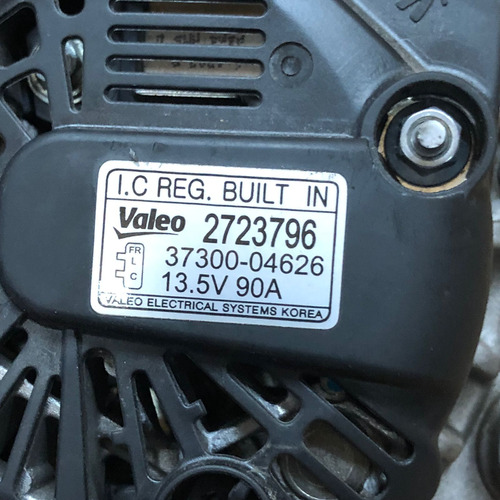 I.C REG. BUILT IN
Valeo 2723796
FR
L
C
37300-04626
13.5V 90A
VALEO ELECTRICAL SYSTEMS KOREA